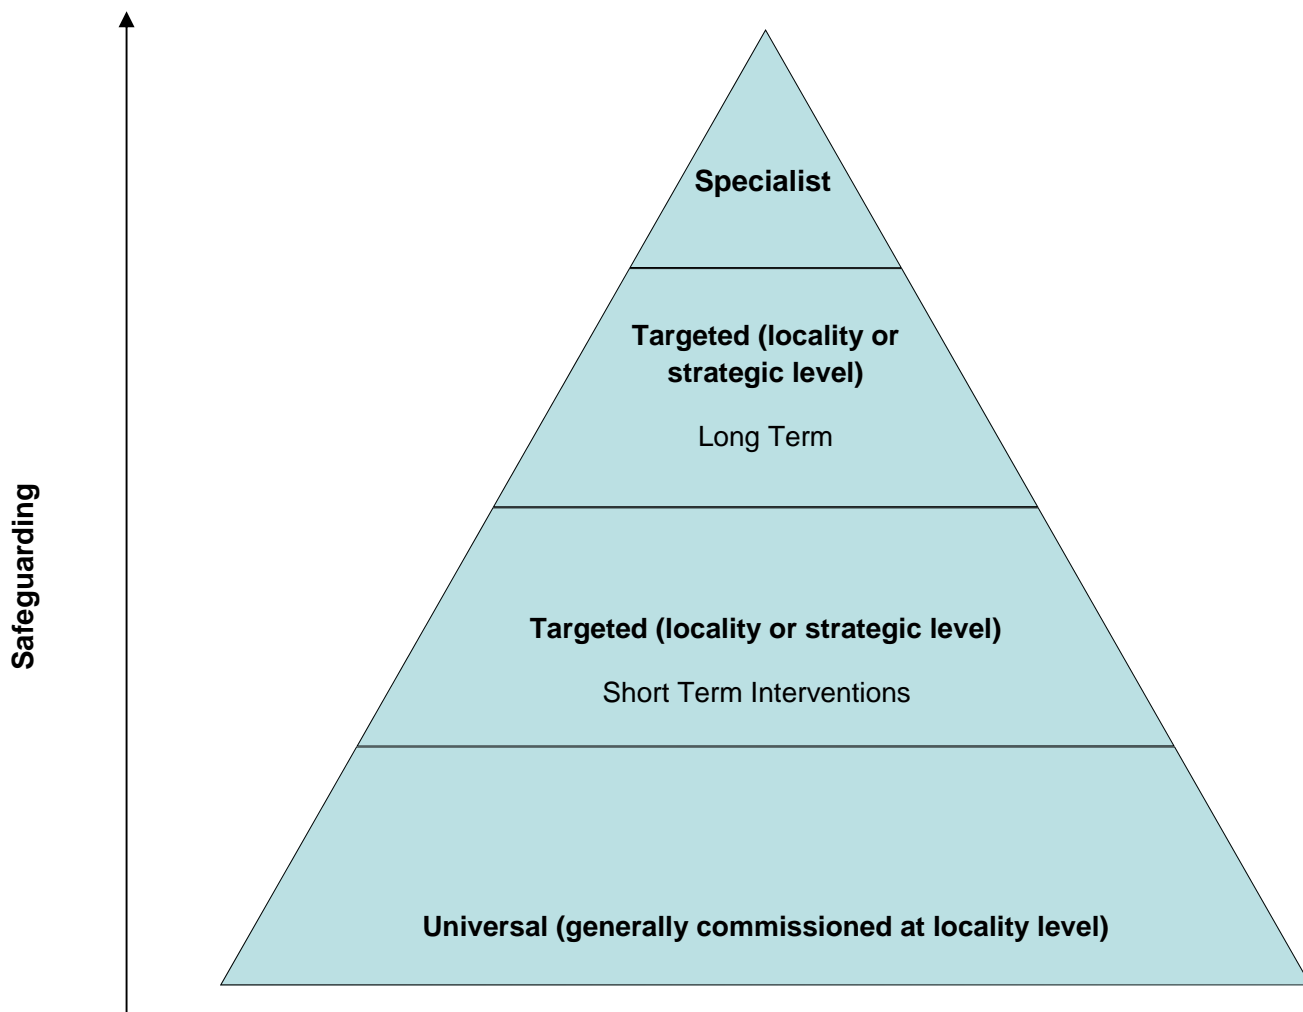 Specialist
Targeted (locality or
strategic level)
Long Term
Targeted (locality or strategic level)
Short Term Interventions
Universal (generally commissioned at locality level)
Safeguarding